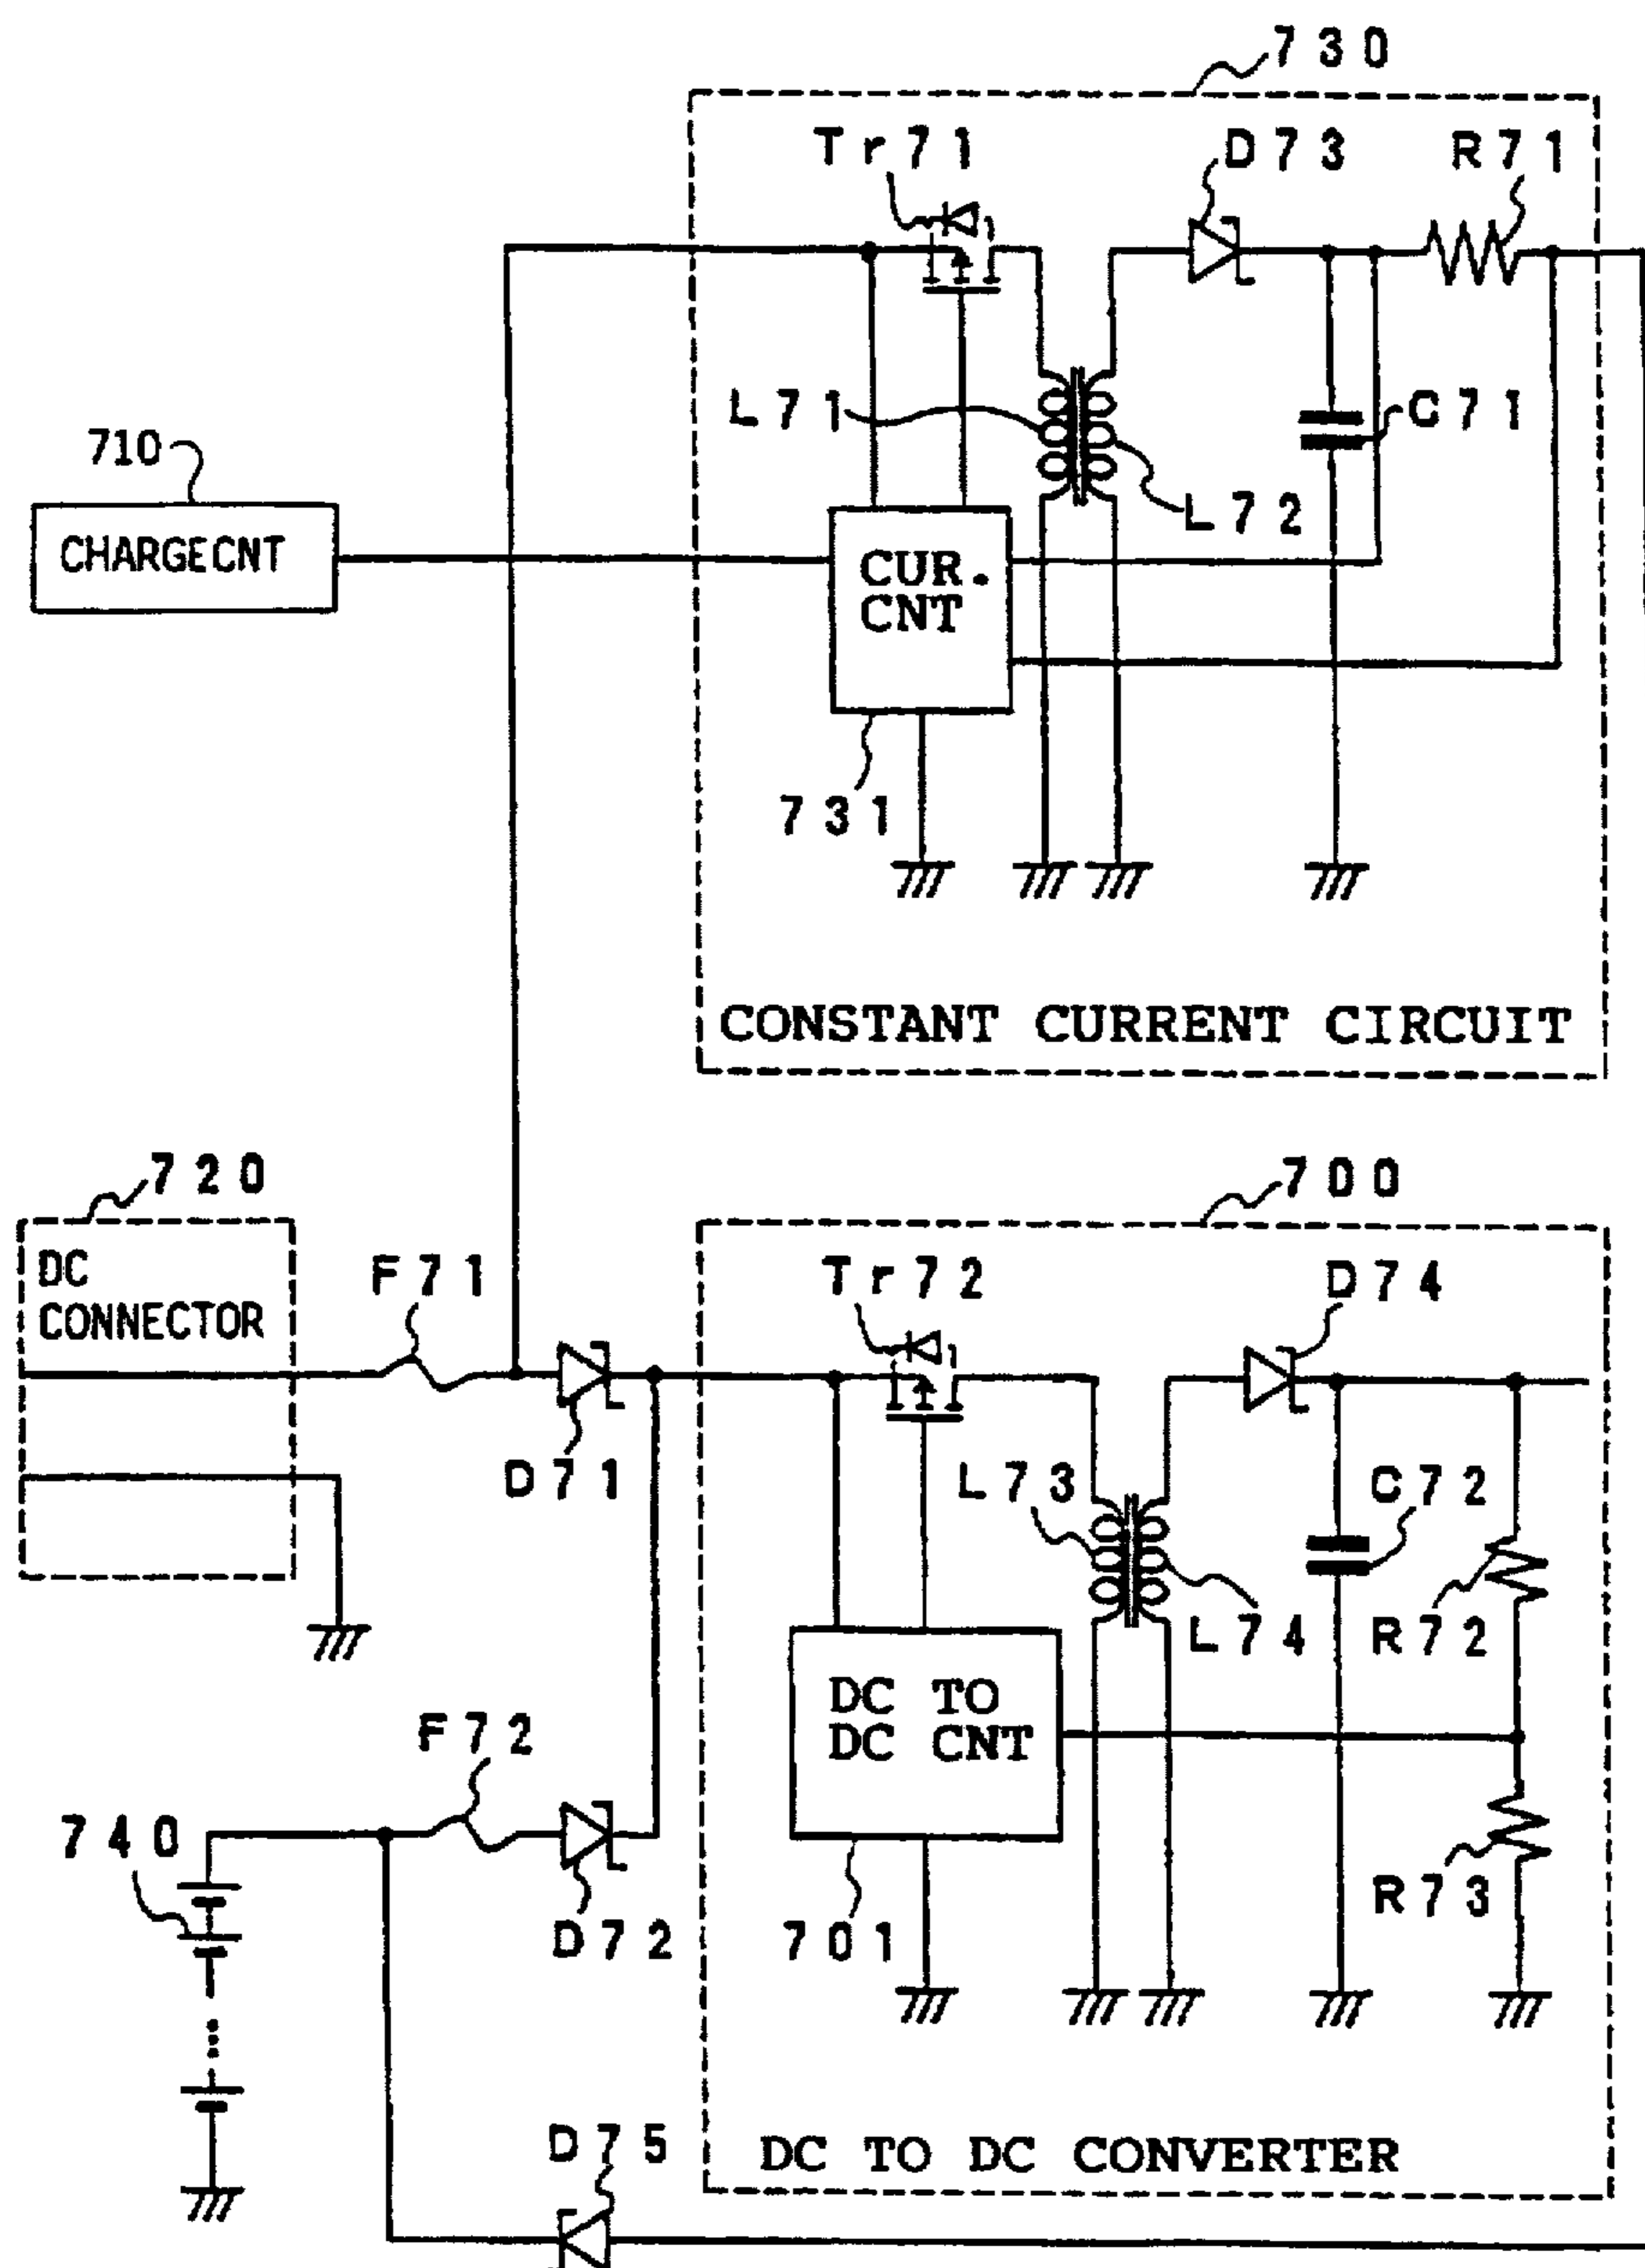 730
Tr71
D73
R71
L71
C71
710
L72
CHARGECNT
CUR.
CNT
731
CONSTANT CURRENT CIRCUIT
720
700
DC
CONNECTOR
F71
Tr72
D74
D71
L73
C72
L74
R72
DC TO
DC CNT
F72
740
D72
701
R73
D75
DC TO DC CONVERTER